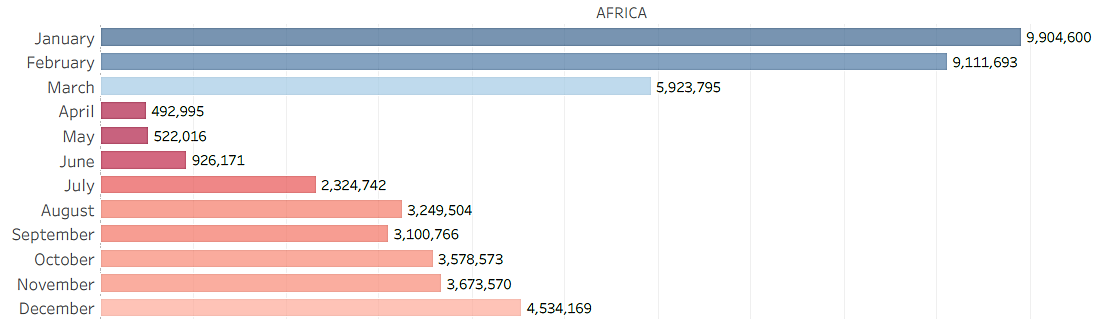 AFRICA
January 9,904,600
February 9,111,693
March 5,923,795
April 492,995
May 522,016
June 926,171
July 2,324,742
August 3,249,504
September 3,100,766
October 3,578,573
November 3,673,570
December 4,534,169